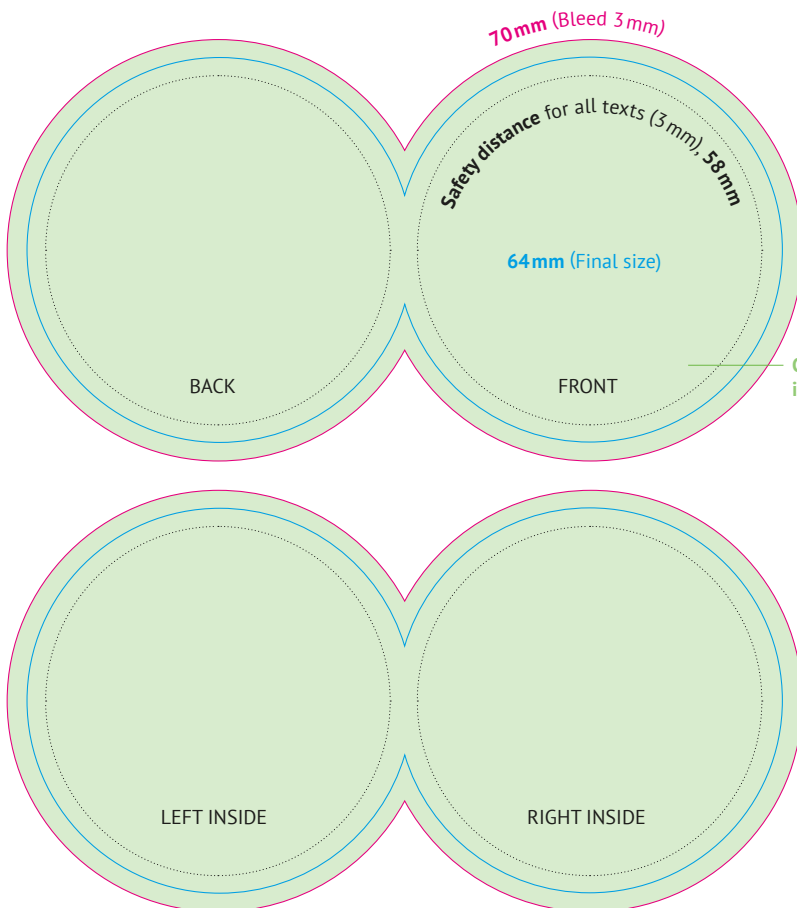 70 mm (Bleed 3 mm)
Safety distance for all texts (3 mm), 58 mm
64 mm (Final size)
BACK
FRONT
LEFT INSIDE
RIGHT INSIDE